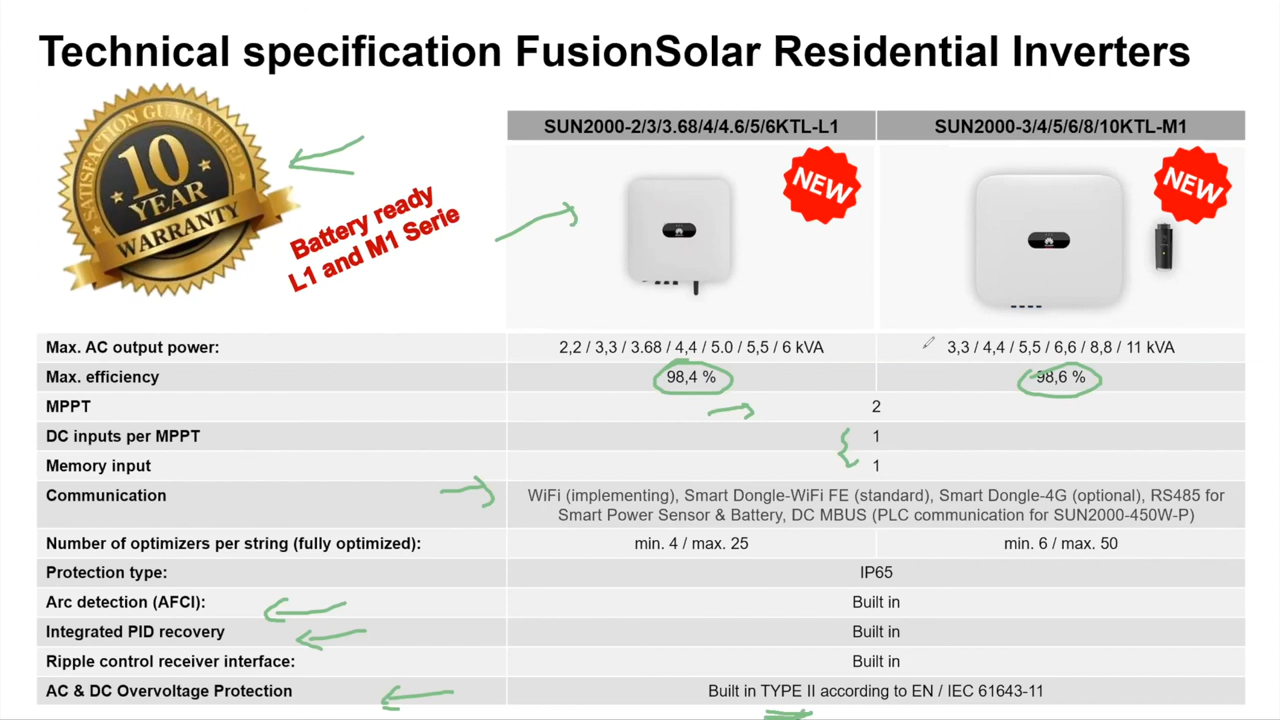 Technical specification FusionSolar Residential Inverters
SATISFACTION GUARANTEED
10
YEAR
WARRANTY
Battery ready
L1 and M1 Serie
SUN2000-2/3/3.68/4/4.6/5/6KTL-L1
SUN2000-3/4/5/6/8/10KTL-M1
NEW
NEW
Max. AC output power:
2,2 / 3,3 / 3.68 / 4,4 / 5.0 / 5,5 / 6 kVA
3,3 / 4,4 / 5,5 / 6,6 / 8,8 / 11 kVA
Max. efficiency
98,4 %
98,6 %
MPPT
2
DC inputs per MPPT
1
Memory input
1
Communication
WiFi (implementing), Smart Dongle-WiFi FE (standard), Smart Dongle-4G (optional), RS485 for
Smart Power Sensor & Battery, DC MBUS (PLC communication for SUN2000-450W-P)
Number of optimizers per string (fully optimized):
min. 4 / max. 25
min. 6 / max. 50
Protection type:
IP65
Arc detection (AFCI):
Built in
Integrated PID recovery
Built in
Ripple control receiver interface:
Built in
AC & DC Overvoltage Protection
Built in TYPE II according to EN / IEC 61643-11